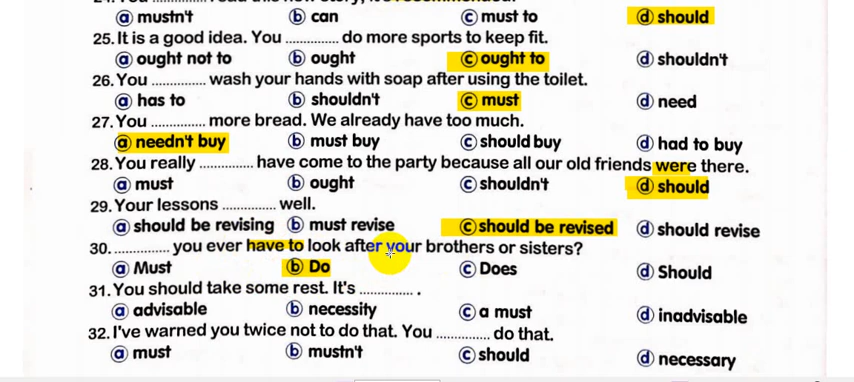 ⓐ mustn't ⓑ can ⓒ must to ⓓ should
25. It is a good idea. You .............. do more sports to keep fit.
ⓐ ought not to ⓑ ought ⓒ ought to ⓓ shouldn't
26. You .............. wash your hands with soap after using the toilet.
ⓐ has to ⓑ shouldn't ⓒ must ⓓ need
27. You .............. more bread. We already have too much.
ⓐ needn't buy ⓑ must buy ⓒ should buy ⓓ had to buy
28. You really .............. have come to the party because all our old friends were there.
ⓐ must ⓑ ought ⓒ shouldn't ⓓ should
29. Your lessons .............. well.
ⓐ should be revising ⓑ must revise ⓒ should be revised ⓓ should revise
30. .............. you ever have to look after your brothers or sisters?
ⓐ Must ⓑ Do ⓒ Does ⓓ Should
31. You should take some rest. It's .............. .
ⓐ advisable ⓑ necessity ⓒ a must ⓓ inadvisable
32. I've warned you twice not to do that. You .............. do that.
ⓐ must ⓑ mustn't ⓒ should ⓓ necessary